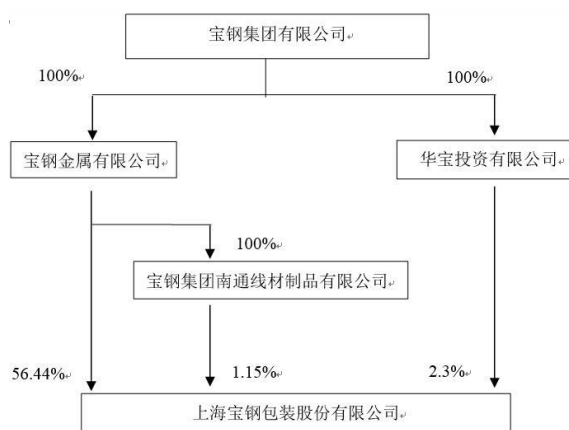 宝钢集团有限公司
100%
100%
宝钢金属有限公司
华宝投资有限公司
100%
宝钢集团南通线材制品有限公司
56.44%
1.15%
2.3%
上海宝钢包装股份有限公司